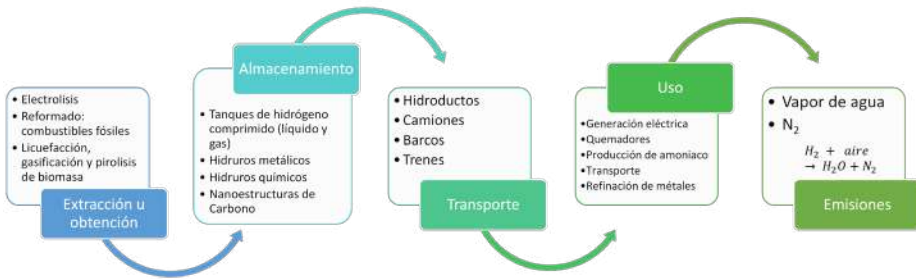 • Electrolisis
• Reformado:
combustibles fósiles
• Licuefacción,
gasificación y pirolisis
de biomasa
Extracción u
obtención
Almacenamiento
• Tanques de hidrógeno
comprimido (líquido y
gas)
• Hidruros metálicos
• Hidruros químicos
• Nanoestructuras de
Carbono
• Hidroductos
• Camiones
• Barcos
• Trenes
Transporte
Uso
•Generación eléctrica
•Quemadores
•Producción de amoniaco
•Transporte
•Refinación de métales
• Vapor de agua
• N₂
H₂ + aire
→ H₂O + N₂
Emisiones